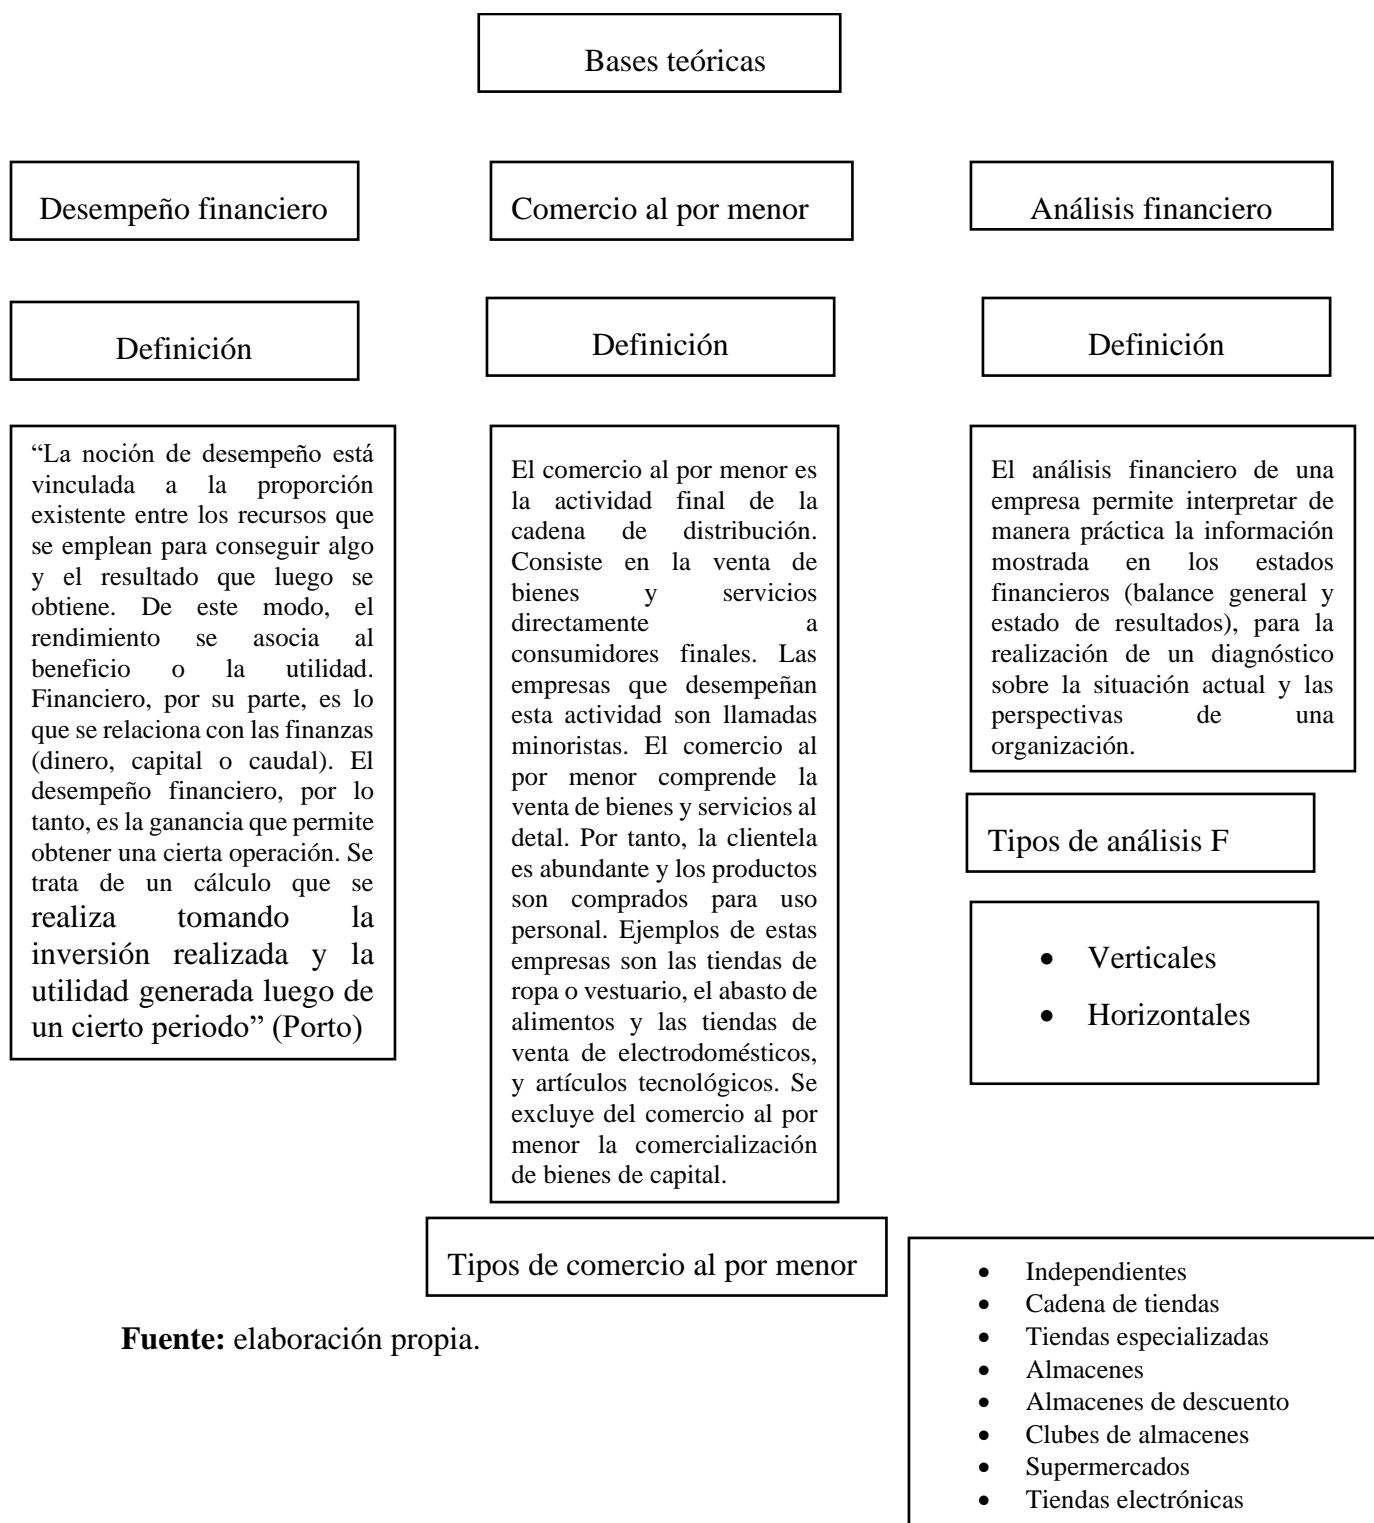 Bases teóricas
Desempeño financiero
Comercio al por menor
Análisis financiero
Definición
Definición
Definición
“La noción de desempeño está
vinculada a la proporción
existente entre los recursos que
se emplean para conseguir algo
y el resultado que luego se
obtiene. De este modo, el
rendimiento se asocia al
beneficio o la utilidad.
Financiero, por su parte, es lo
que se relaciona con las finanzas
(dinero, capital o caudal). El
desempeño financiero, por lo
tanto, es la ganancia que permite
obtener una cierta operación. Se
trata de un cálculo que se
realiza tomando la
inversión realizada y la
utilidad generada luego de
un cierto periodo” (Porto)
El comercio al por menor es
la actividad final de la
cadena de distribución.
Consiste en la venta de
bienes y servicios
directamente a
consumidores finales. Las
empresas que desempeñan
esta actividad son llamadas
minoristas. El comercio al
por menor comprende la
venta de bienes y servicios al
detal. Por tanto, la clientela
es abundante y los productos
son comprados para uso
personal. Ejemplos de estas
empresas son las tiendas de
ropa o vestuario, el abasto de
alimentos y las tiendas de
venta de electrodomésticos,
y artículos tecnológicos. Se
excluye del comercio al por
menor la comercialización
de bienes de capital.
El análisis financiero de una
empresa permite interpretar de
manera práctica la información
mostrada en los estados
financieros (balance general y
estado de resultados), para la
realización de un diagnóstico
sobre la situación actual y las
perspectivas de una
organización.
Tipos de análisis F
• Verticales
• Horizontales
Tipos de comercio al por menor
• Independientes
• Cadena de tiendas
• Tiendas especializadas
• Almacenes
• Almacenes de descuento
• Clubes de almacenes
• Supermercados
• Tiendas electrónicas
Fuente: elaboración propia.